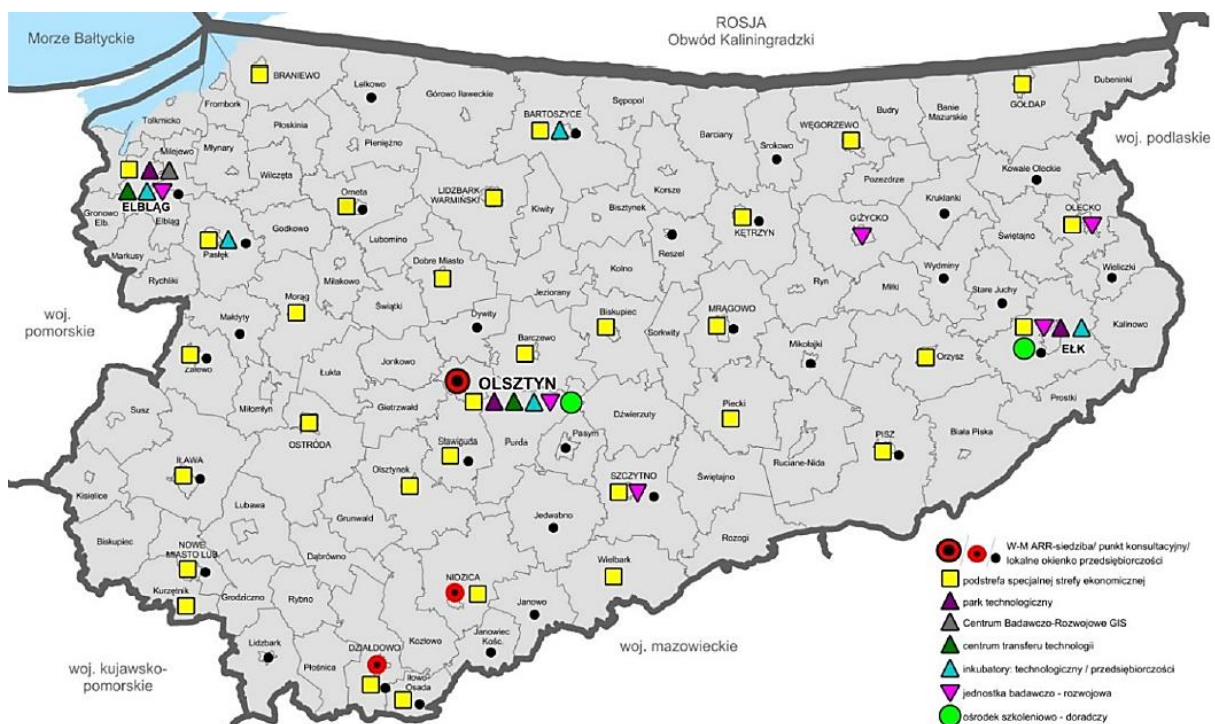 ROSJA
Obwód Kaliningradzki
Morze Bałtyckie
BRANIEWO
Lelkowo
Górowo Iławeckie
Sępopol
GOŁDAP
Dubeninki
Frombork
Tolkmicko
Płoskinia
BARTOSZYCE
Barciany
Srokowo
WĘGORZEWO
Budry
Banie
Mazurskie
woj. podlaskie
Milejewo
Młynary
Pieniężno
Wilczęta
Orneta
LIDZBARK
WARMIŃSKI
Kiwity
Bisztynek
Korsze
Pozezdrze
Kruklanki
Kowale Oleckie
OLECKO
ELBLĄG
Gronowo
Elb.
Elbląg
Godkowo
Lubomino
KĘTRZYN
GIŻYCKO
Świętajno
Markusy
Pasłęk
Reszel
Rychliki
Dobre Miasto
Kolno
Wieliczki
Miłakowo
Świątki
Jeziorany
Ryn
Miłki
Wydminy
Stare Juchy
woj.
pomorskie
Morąg
Małdyty
Dywity
Biskupiec
MRĄGOWO
Sorkwity
Kalinowo
Zalewo
Jonkowo
Barczewo
Mikołajki
Orzysz
EŁK
Łukta
OLSZTYN
Susz
Miłomłyn
Gietrzwałd
Dźwierzuty
Piecki
Prostki
OSTRÓDA
Stawiguda
Purda
Pasym
PISZ
Biała Piska
IŁAWA
Olsztynek
SZCZYTNO
Świętajno
Ruciane-Nida
Kisielice
Lubawa
Grunwald
Jedwabno
Rozogi
Biskupiec
NOWE
MIASTO LUB.
Dąbrówno
Wielbark
Kurzętnik
Grodziczno
Rybno
NIDZICA
Janowo
Kozłowo
Janowiec
Kośc.
Lidzbark
Płośnica
DZIAŁDOWO
Iłowo-
Osada
woj. mazowieckie
woj. kujawsko-
pomorskie
W-M ARR-siedziba/ punkt konsultacyjny/
lokalne okienko przedsiębiorczości
podstrefa specjalnej strefy ekonomicznej
park technologiczny
Centrum Badawczo-Rozwojowe GIS
centrum transferu technologii
inkubatory: technologiczny / przedsiębiorczości
jednostka badawczo - rozwojowa
ośrodek szkoleniowo - doradczy